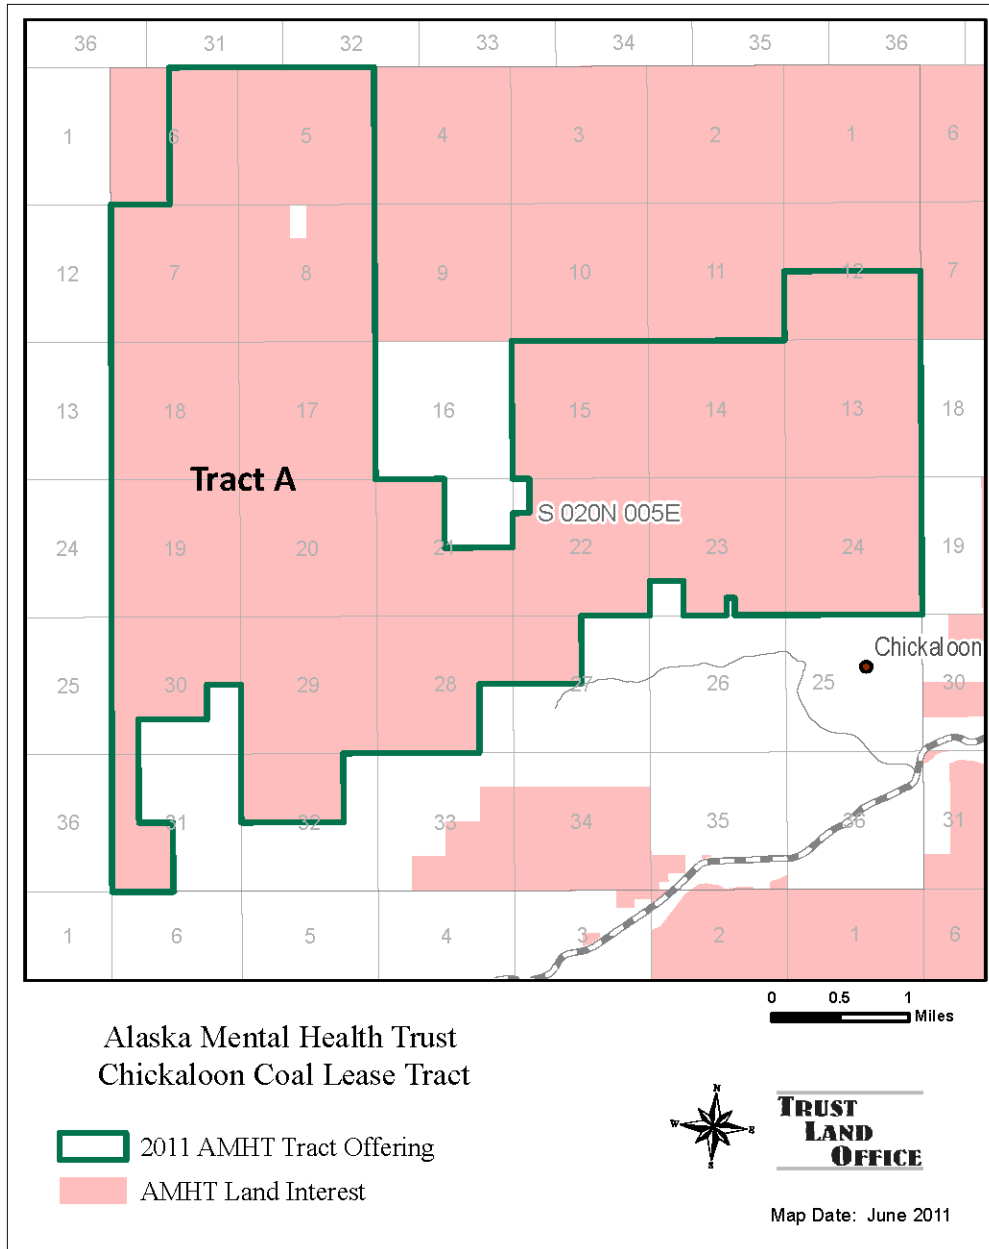 36 31 32 33 34 35 36
1 6 5 4 3 2 1 6
12 7 8 9 10 11 12 7
13 18 17 16 15 14 13 18
Tract A
S 020N 005E
24 19 20 21 22 23 24 19
Chickaloon
25 30 29 28 27 26 25 30
36 31 32 33 34 35 36 31
1 6 5 4 3 2 1 6
0 0.5 1
Miles
Alaska Mental Health Trust
Chickaloon Coal Lease Tract
2011 AMHT Tract Offering
AMHT Land Interest
N
W E
S
TRUST
LAND
OFFICE
Map Date: June 2011